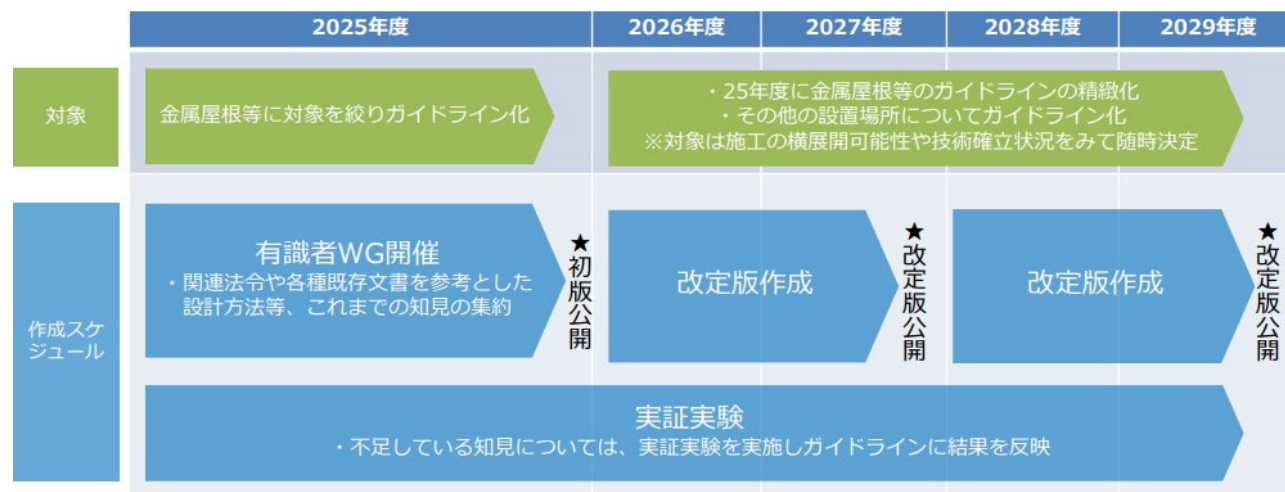 2025年度
2026年度
2027年度
2028年度
2029年度
対象
金属屋根等に対象を絞りガイドライン化
・25年度に金属屋根等のガイドラインの精緻化
・その他の設置場所についてガイドライン化
※対象は施工の横展開可能性や技術確立状況をみて随時決定
作成スケ
ジュール
有識者WG開催
・関連法令や各種既存文書を参考とした
設計方法等、これまでの知見の集約
★初版公開
改定版作成
★改定版公開
改定版作成
★改定版公開
実証実験
・不足している知見については、実証実験を実施しガイドラインに結果を反映